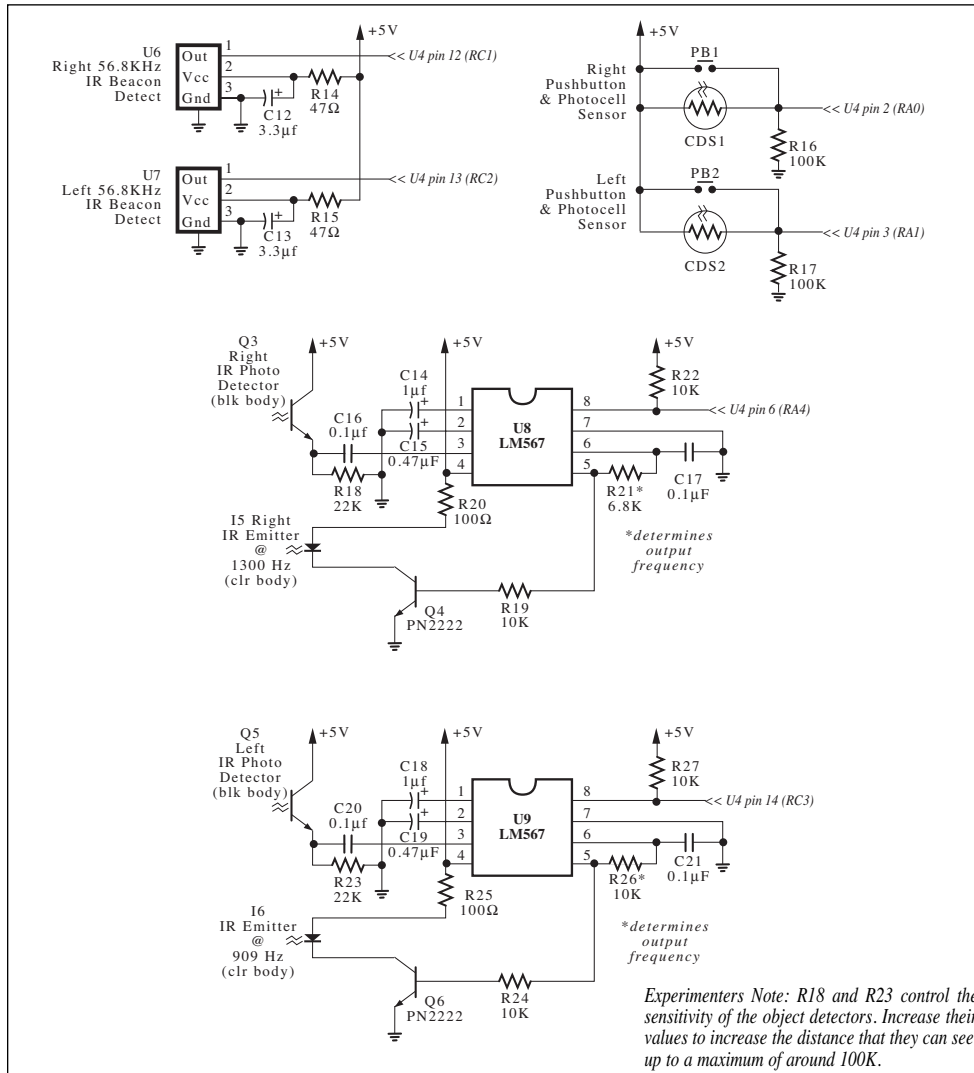 +5V
U6
Right 56.8KHz
IR Beacon
Detect
Out
Vcc
Gnd
1
2
3
<< U4 pin 12 (RC1)
R14
47Ω
+
C12
3.3µf
U7
Left 56.8KHz
IR Beacon
Detect
Out
Vcc
Gnd
1
2
3
<< U4 pin 13 (RC2)
R15
47Ω
+
C13
3.3µf
+5V
Right
Pushbutton
& Photocell
Sensor
PB1
CDS1
<< U4 pin 2 (RA0)
R16
100K
Left
Pushbutton
& Photocell
Sensor
PB2
CDS2
<< U4 pin 3 (RA1)
R17
100K
Q3
Right
IR Photo
Detector
(blk body)
+5V
+5V
C14
1µf
+
+
C15
0.47µF
C16
0.1µf
R18
22K
1
2
3
4
U8
LM567
8
7
6
5
+5V
R22
10K
<< U4 pin 6 (RA4)
R21*
6.8K
C17
0.1µF
R20
100Ω
*determines
output
frequency
I5 Right
IR Emitter
@
1300 Hz
(clr body)
Q4
PN2222
R19
10K
Q5
Left
IR Photo
Detector
(blk body)
+5V
+5V
C18
1µf
+
+
C19
0.47µF
C20
0.1µf
R23
22K
1
2
3
4
U9
LM567
8
7
6
5
+5V
R27
10K
<< U4 pin 14 (RC3)
R26*
10K
C21
0.1µF
R25
100Ω
*determines
output
frequency
I6
IR Emitter
@
909 Hz
(clr body)
Q6
PN2222
R24
10K
Experimenters Note: R18 and R23 control the
sensitivity of the object detectors. Increase their
values to increase the distance that they can see
up to a maximum of around 100K.